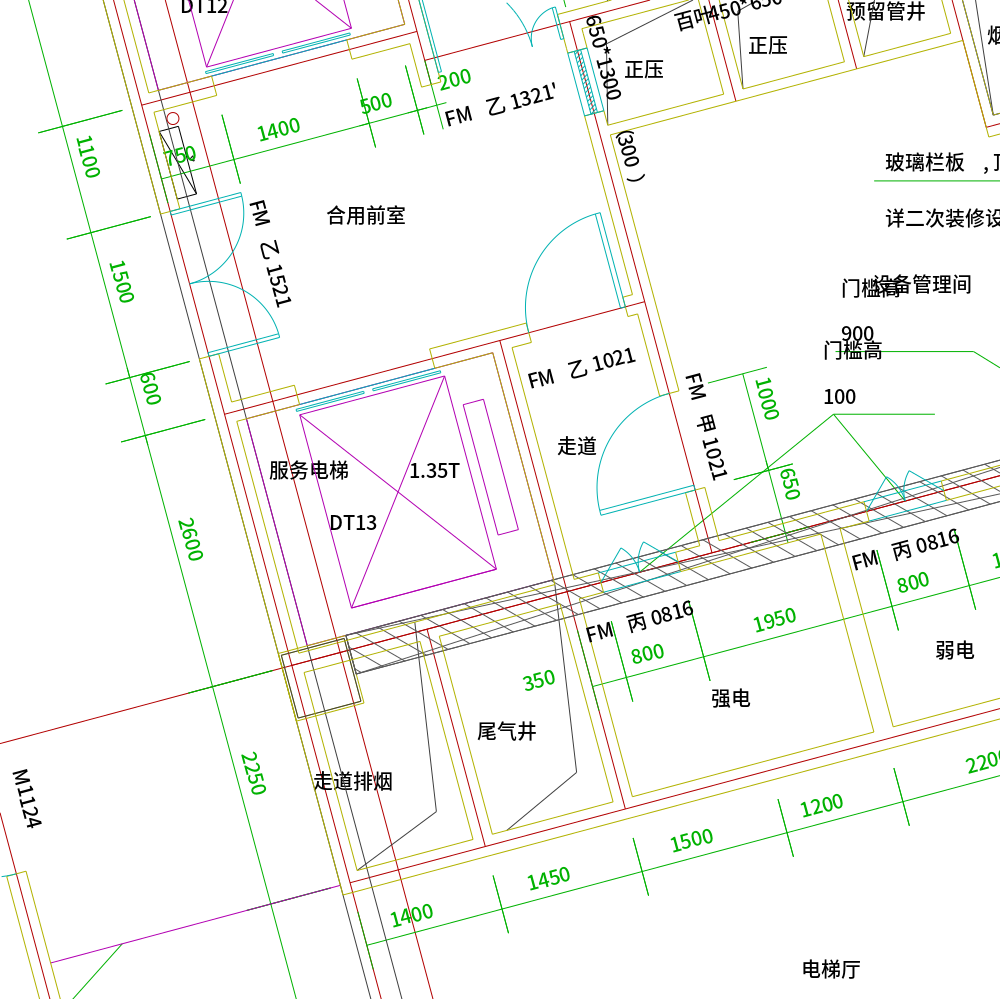 DT12
百叶450*650
预留管井
正压
正压
650*1300
(300 )
200
500
1400
750
FM 乙 1321'
1100
玻璃栏板 ,
详二次装修设
合用前室
FM 乙 1521
1500
设备管理间
门槛高
900
门槛高
100
600
FM 乙 1021
FM 甲 1021
1000
650
走道
服务电梯
1.35T
DT13
2600
FM 丙 0816
FM 丙 0816
800
1950
800
350
强电
弱电
尾气井
走道排烟
2250
M1124
1400
1450
1500
1200
电梯厅